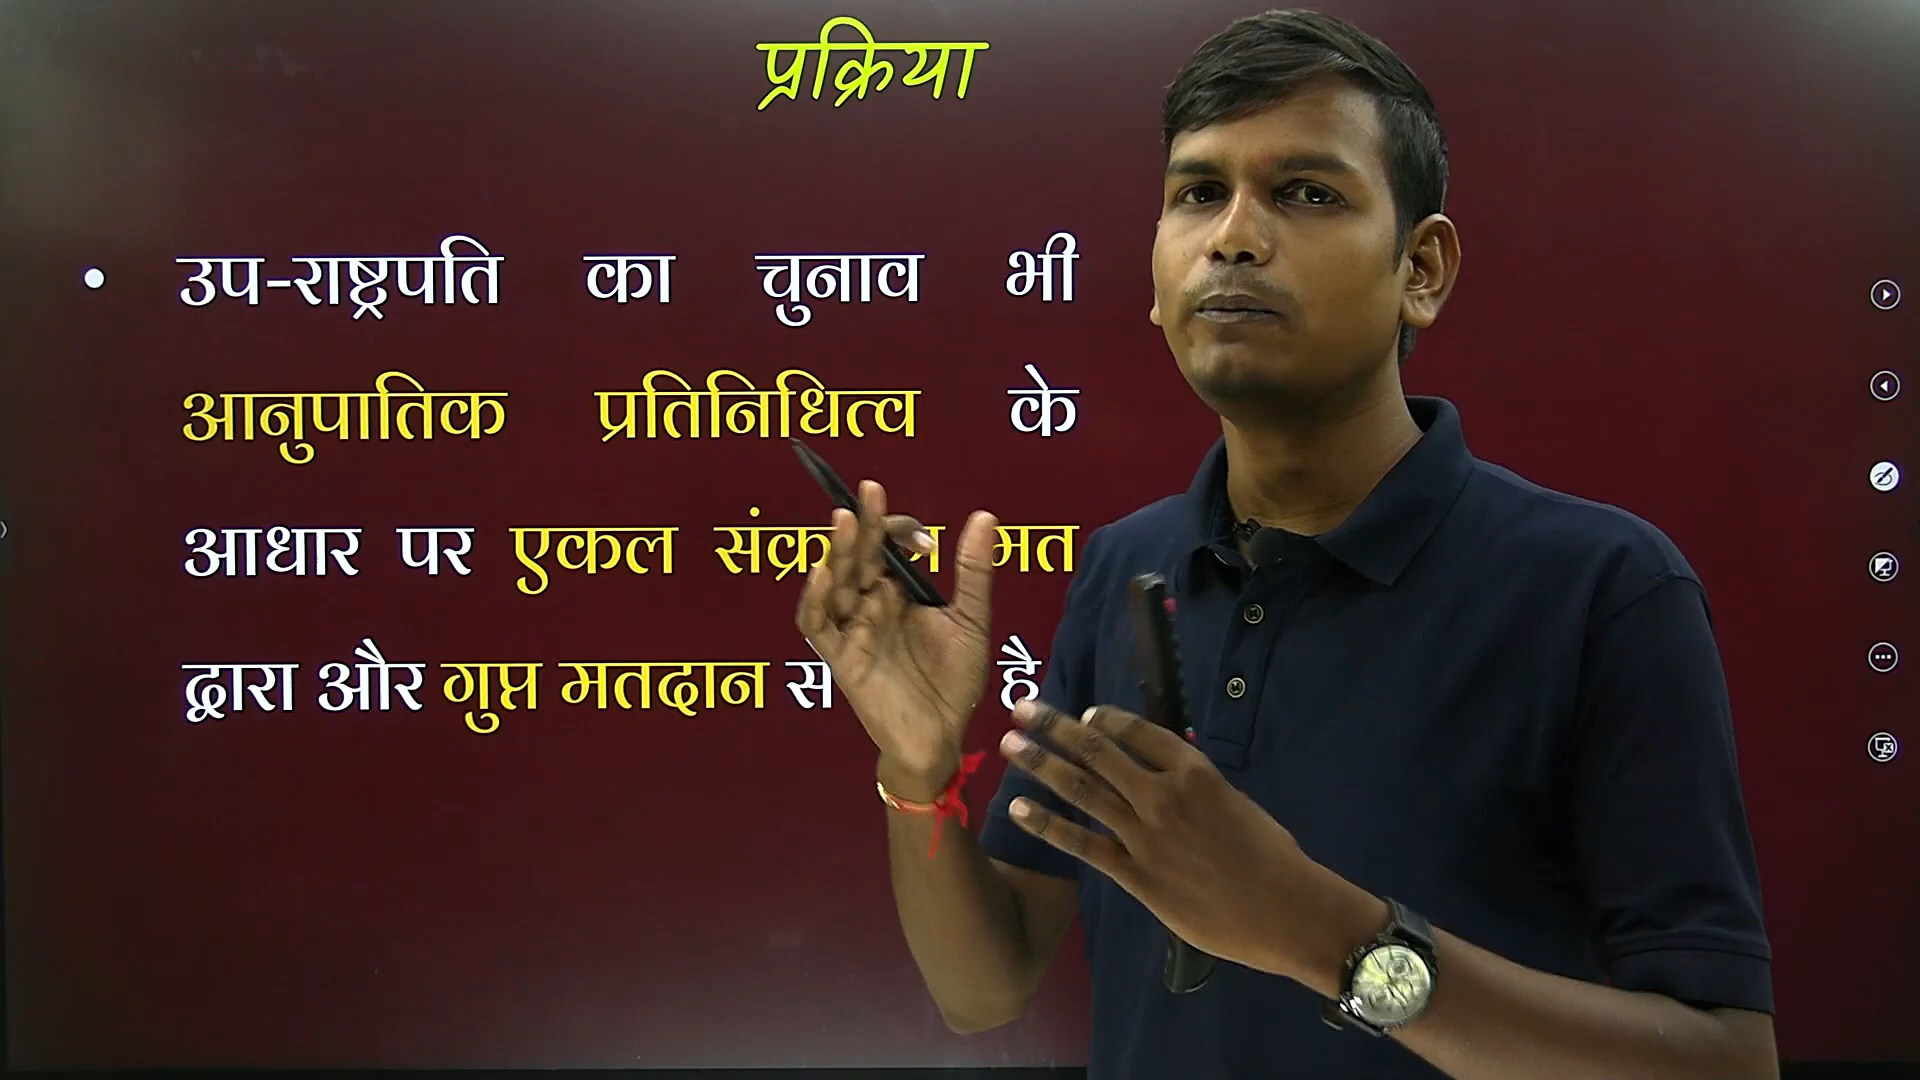 प्रक्रिया
• उप-राष्ट्रपति का चुनाव भी
आनुपातिक प्रतिनिधित्व के
आधार पर एकल मत
द्वारा और गुप्त मतदान है